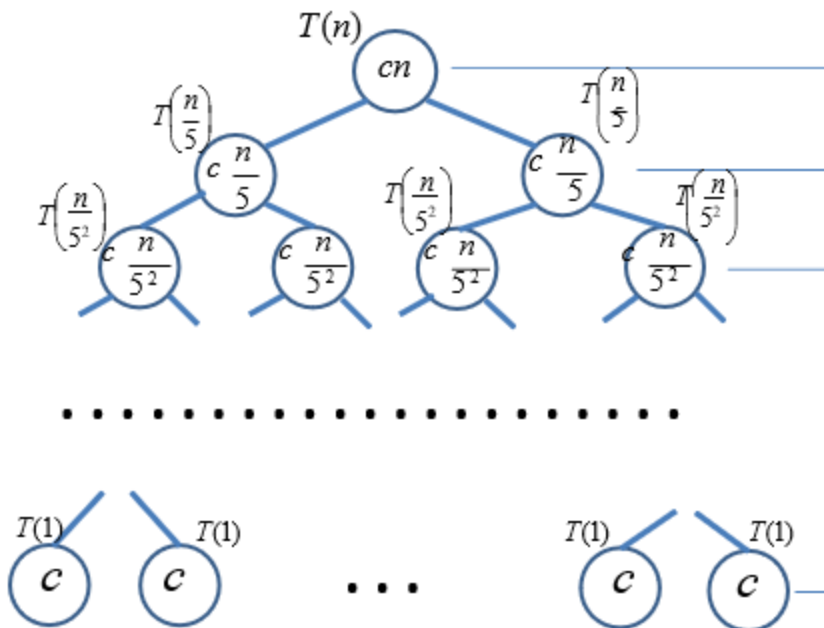 T(n)
cn
T(n/5) T(n/5)
c n/5 c n/5
T(n/5²) T(n/5²) T(n/5²)
c n/5² c n/5² c n/5² c n/5²
. . . . . . . . . . . . . . . . . . . . .
T(1) T(1) T(1) T(1)
c c . . . c c